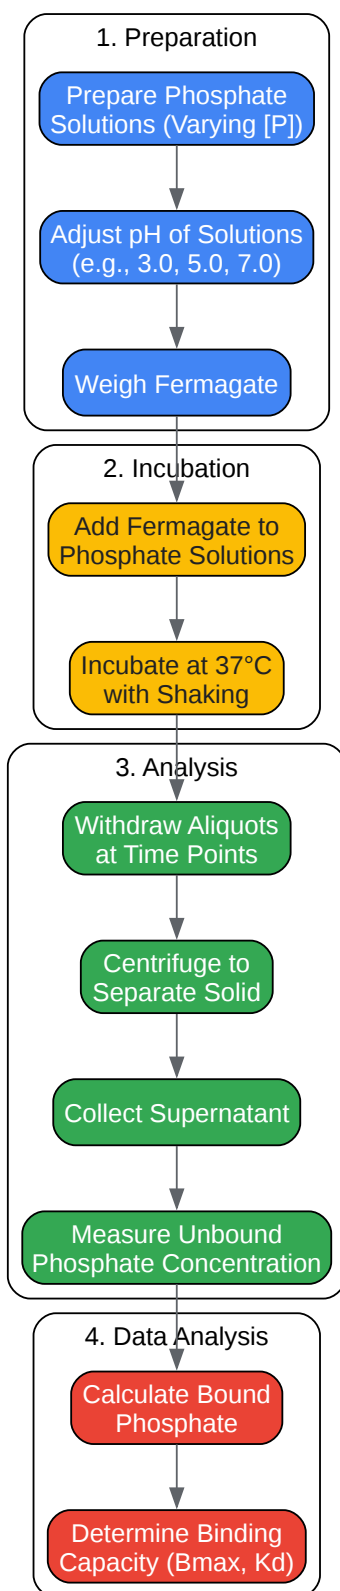 1. Preparation
Prepare Phosphate
Solutions (Varying [P])
Adjust pH of Solutions
(e.g., 3.0, 5.0, 7.0)
Weigh Fermagate
2. Incubation
Add Fermagate to
Phosphate Solutions
Incubate at 37°C
with Shaking
3. Analysis
Withdraw Aliquots
at Time Points
Centrifuge to
Separate Solid
Collect Supernatant
Measure Unbound
Phosphate Concentration
4. Data Analysis
Calculate Bound
Phosphate
Determine Binding
Capacity (Bmax, Kd)